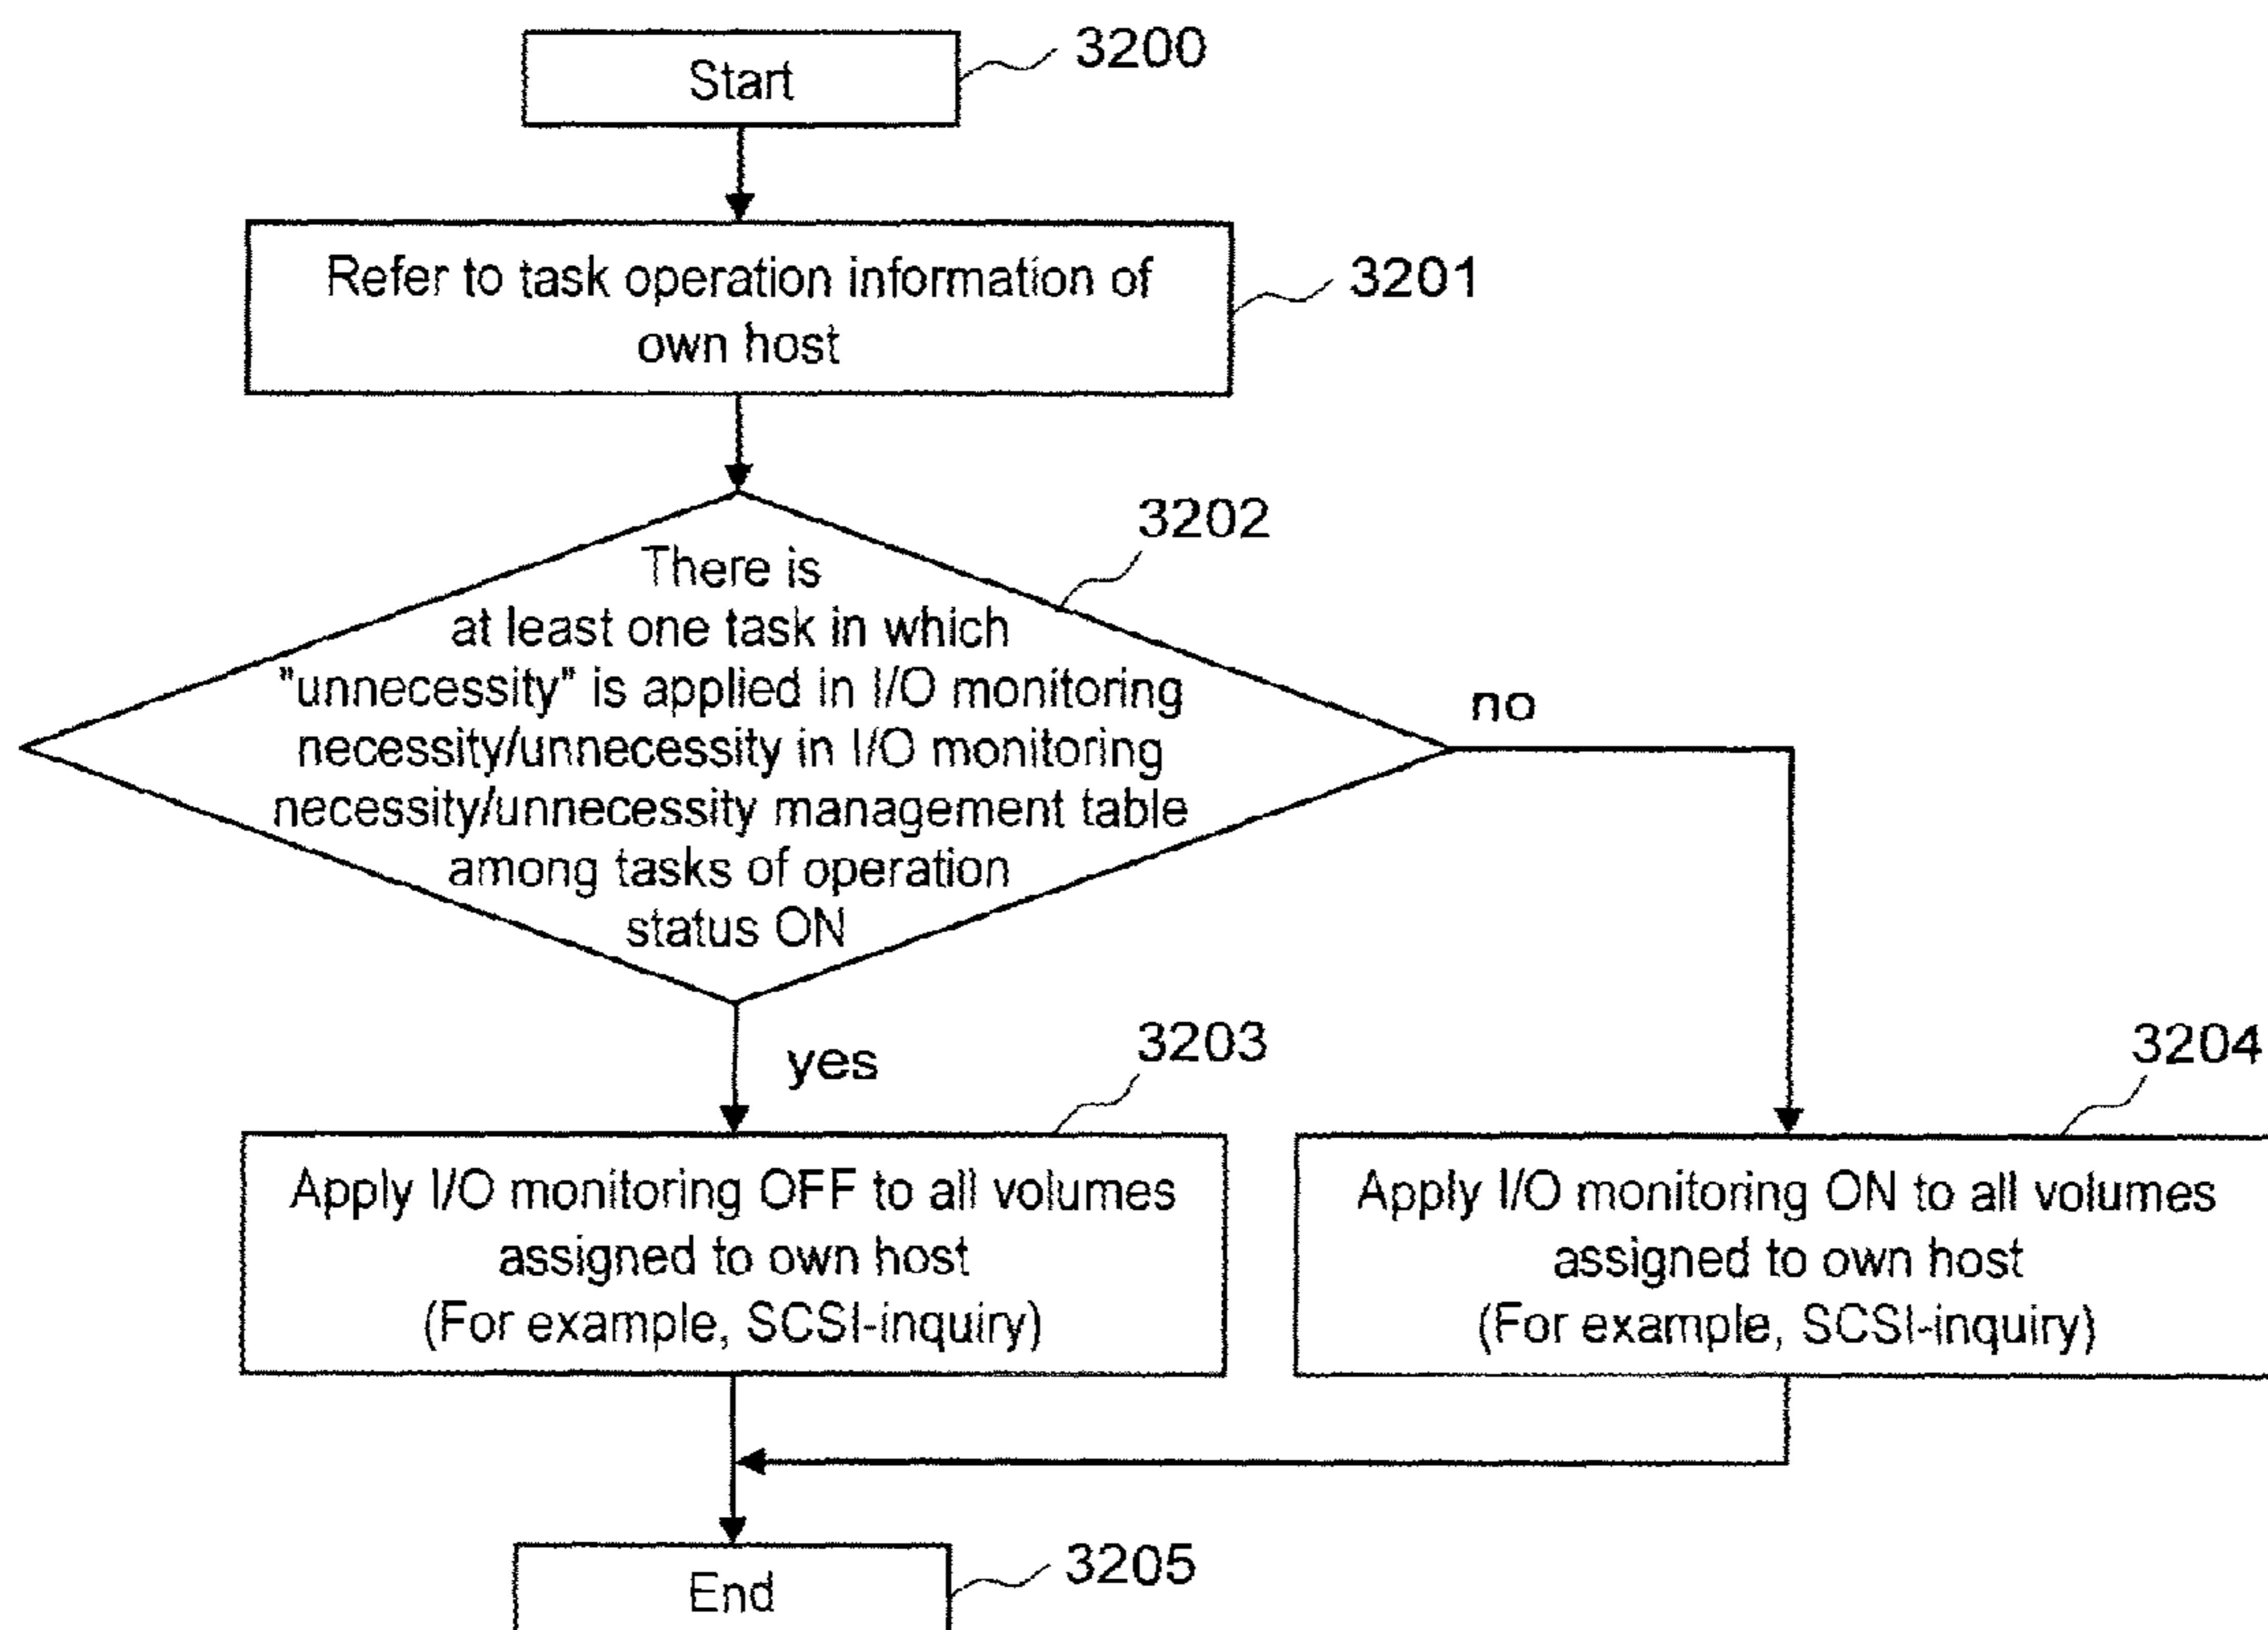 Start
3200
Refer to task operation information of
own host
3201
3202
There is
at least one task in which
"unnecessity" is applied in I/O monitoring
necessity/unnecessity in I/O monitoring
necessity/unnecessity management table
among tasks of operation
status ON
no
yes
3203
Apply I/O monitoring OFF to all volumes
assigned to own host
(For example, SCSI-inquiry)
3204
Apply I/O monitoring ON to all volumes
assigned to own host
(For example, SCSI-inquiry)
End
3205